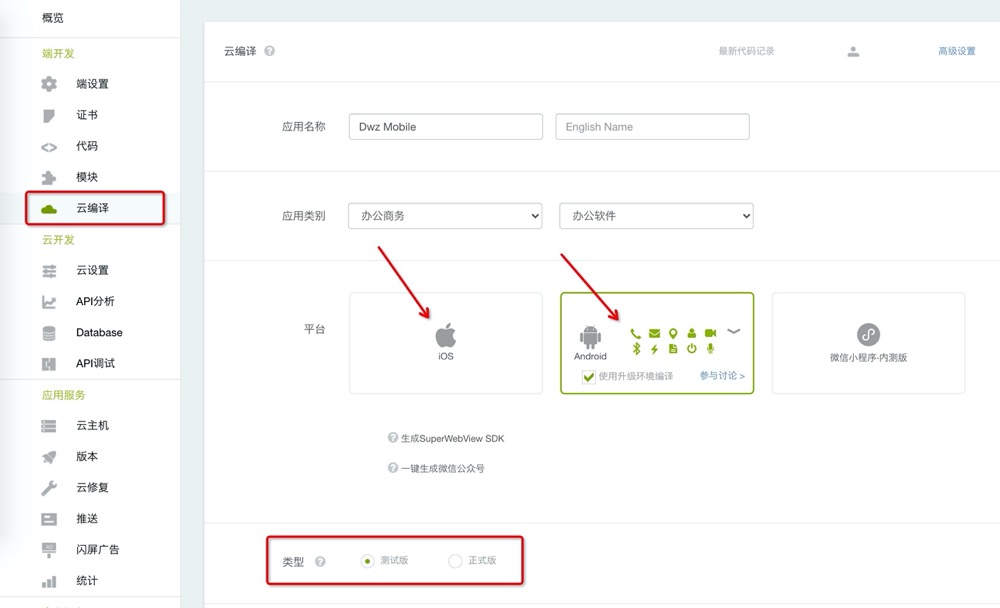 概览
端开发
端设置
证书
代码
模块
云编译
云开发
云设置
API分析
Database
API调试
应用服务
云主机
版本
云修复
推送
闪屏广告
统计
云编译 ?
最新代码记录
高级设置
应用名称
Dwz Mobile
English Name
应用类别
办公商务
办公软件
平台
iOS
Android
使用升级环境编译
参与讨论 >
微信小程序-内测版
? 生成SuperWebView SDK
? 一键生成微信公众号
类型 ?
测试版
正式版